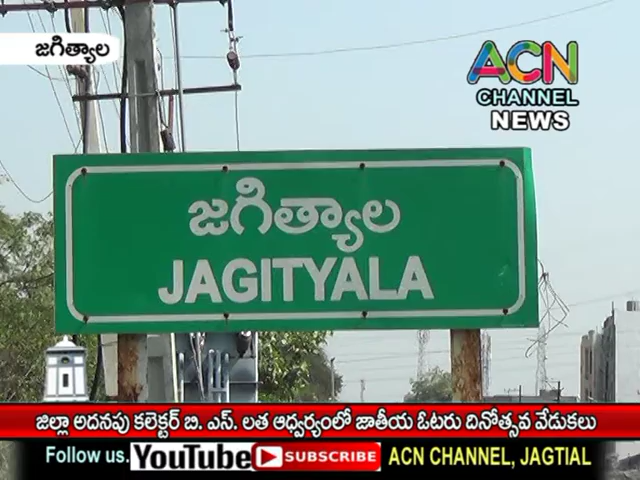 జగిత్యాల
ACN
CHANNEL
NEWS
జగిత్యాల
JAGITYALA
జిల్లా అదనపు కలెక్టర్ బి. ఎస్. లత ఆధ్వర్యంలో జాతీయ ఓటరు దినోత్సవ వేడుకలు
Follow us. YouTube SUBSCRIBE ACN CHANNEL, JAGTIAL